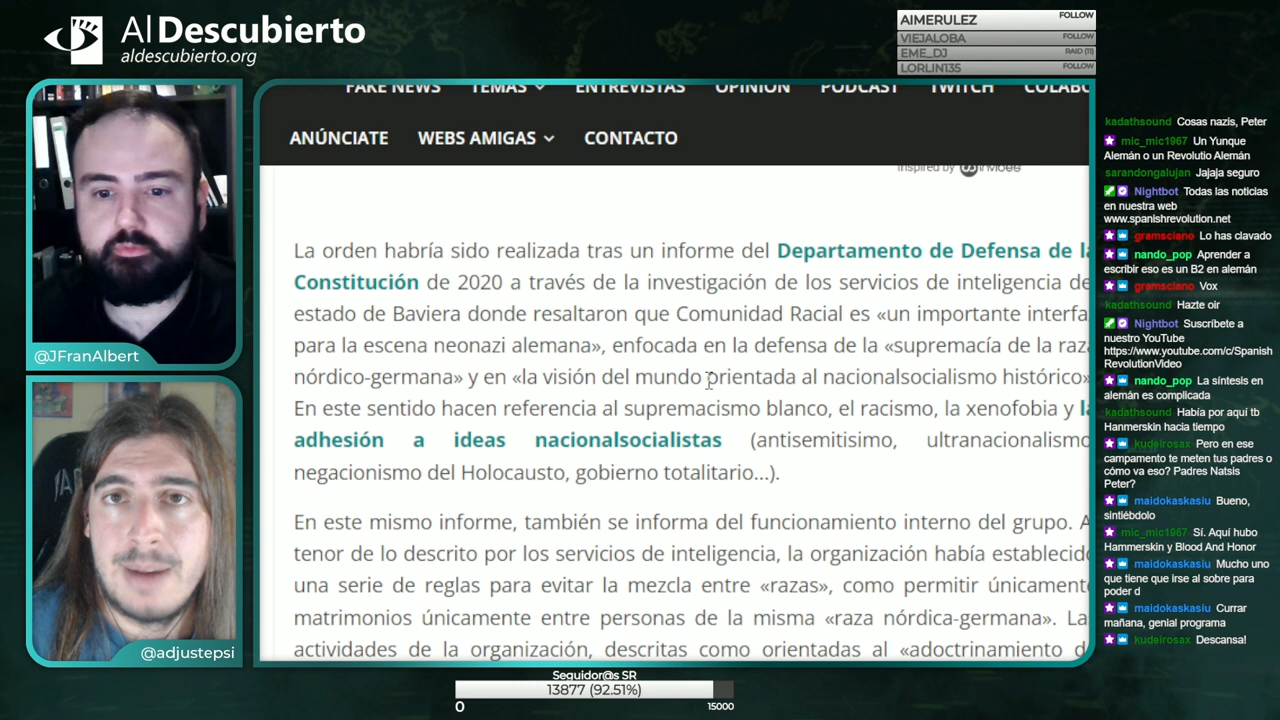 Al Descubierto
aldescubierto.org
AIMERULEZ FOLLOW
VIEJALOBA FOLLOW
EME_DJ RAID (11)
LORLIN135 FOLLOW
FAKE NEWS TEMAS ENTREVISTAS OPINIÓN PODCAST TWITCH COLABO
ANÚNCIATE WEBS AMIGAS CONTACTO
Inspired by invibes
La orden habría sido realizada tras un informe del Departamento de Defensa de la
Constitución de 2020 a través de la investigación de los servicios de inteligencia de
estado de Baviera donde resaltaron que Comunidad Racial es «un importante interfa
para la escena neonazi alemana», enfocada en la defensa de la «supremacía de la raza
nórdico-germana» y en «la visión del mundo orientada al nacionalsocialismo histórico»
En este sentido hacen referencia al supremacismo blanco, el racismo, la xenofobia y la
adhesión a ideas nacionalsocialistas (antisemitismo, ultranacionalismo
negacionismo del Holocausto, gobierno totalitario...).
En este mismo informe, también se informa del funcionamiento interno del grupo. A
tenor de lo descrito por los servicios de inteligencia, la organización había establecido
una serie de reglas para evitar la mezcla entre «razas», como permitir únicamente
matrimonios únicamente entre personas de la misma «raza nórdica-germana». La
actividades de la organización, descritas como orientadas al «adoctrinamiento d
@JFranAlbert
@adjustepsi
kadathsound Cosas nazis, Peter
mic_mic1967 Un Yunque
Alemán o un Revolutio Alemán
sarandongalujan Jajaja seguro
Nightbot Todas las noticias
en nuestra web
www.spanishrevolution.net
gramsciano Lo has clavado
nando_pop Aprender a
escribir eso es un B2 en alemán
gramsciano Vox
kadathsound Hazte oir
Nightbot Suscríbete a
nuestro YouTube
https://www.youtube.com/c/Spanish
RevolutionVideo
nando_pop La síntesis en
alemán es complicada
kadathsound Había por aquí tb
Hanmerskin hacia tiempo
kudeirosax Pero en ese
campamento te meten tus padres o
cómo va eso? Padres Natsis
Peter?
maidokaskasiu Bueno,
sintiébdolo
mic_mic1967 Sí. Aquí hubo
Hammerskin y Blood And Honor
maidokaskasiu Mucho uno
que tiene que irse al sobre para
poder d
maidokaskasiu Currar
mañana, genial programa
kudeirosax Descansa!
Seguidor@s SR
13877 (92.51%)
0 15000